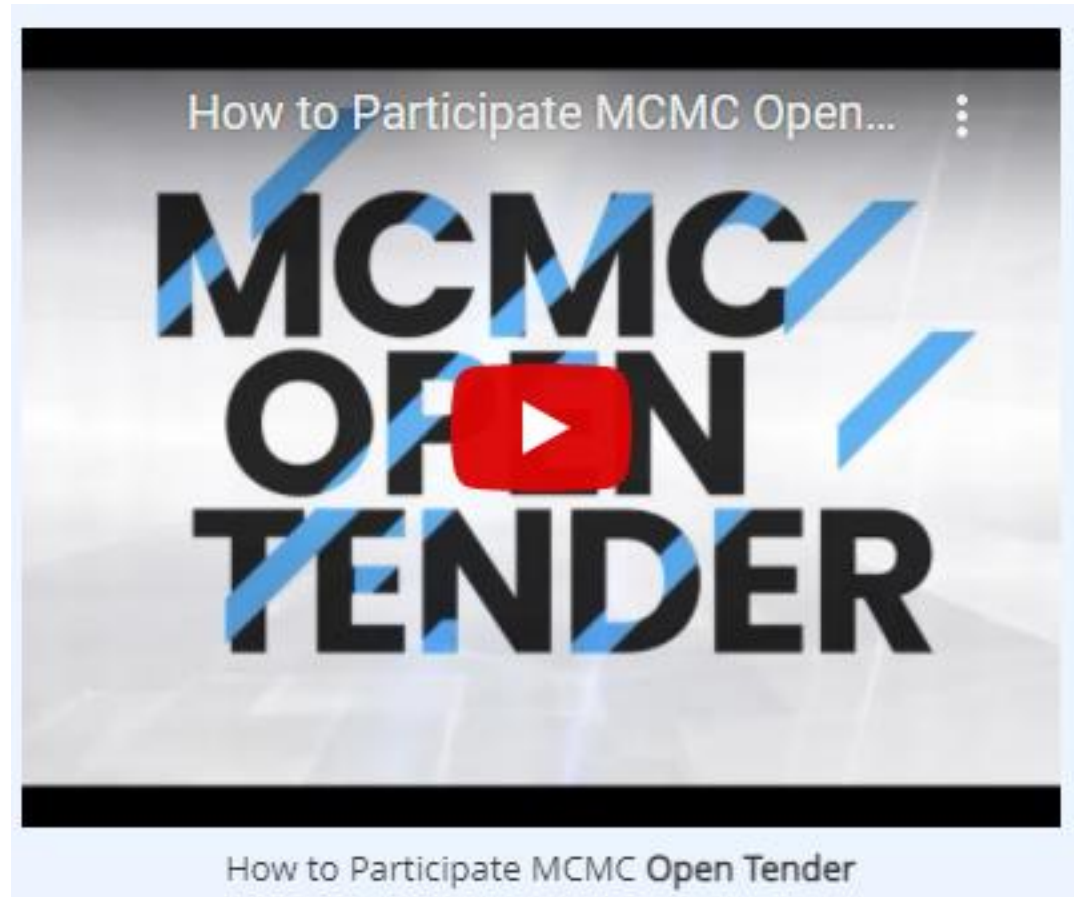 How to Participate MCMC Open...
MCMC
OPEN
TENDER
How to Participate MCMC Open Tender